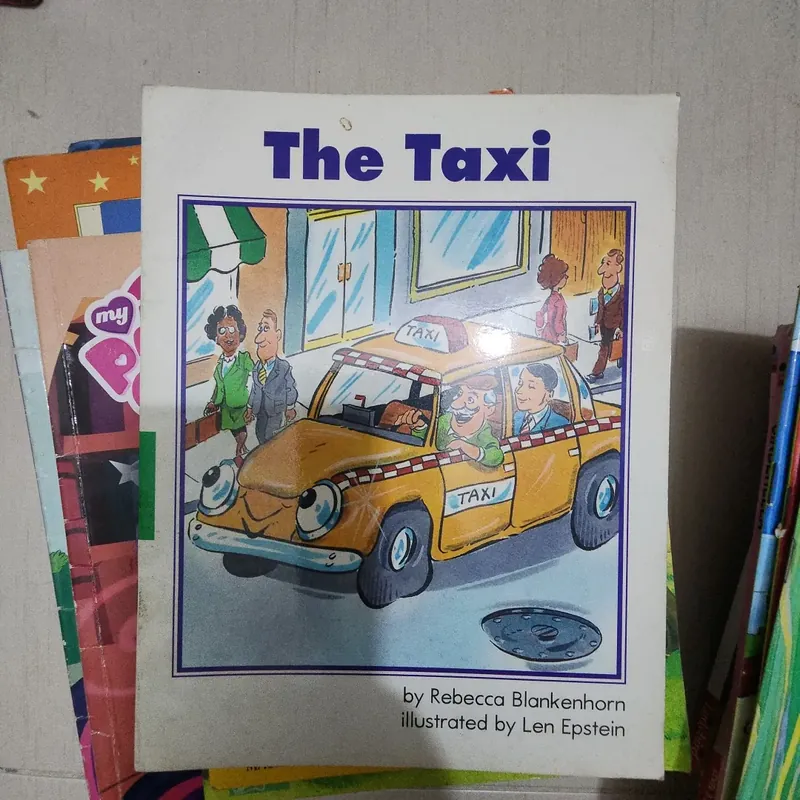 The Taxi
my
TAXI
TAXI
by Rebecca Blankenhorn
illustrated by Len Epstein